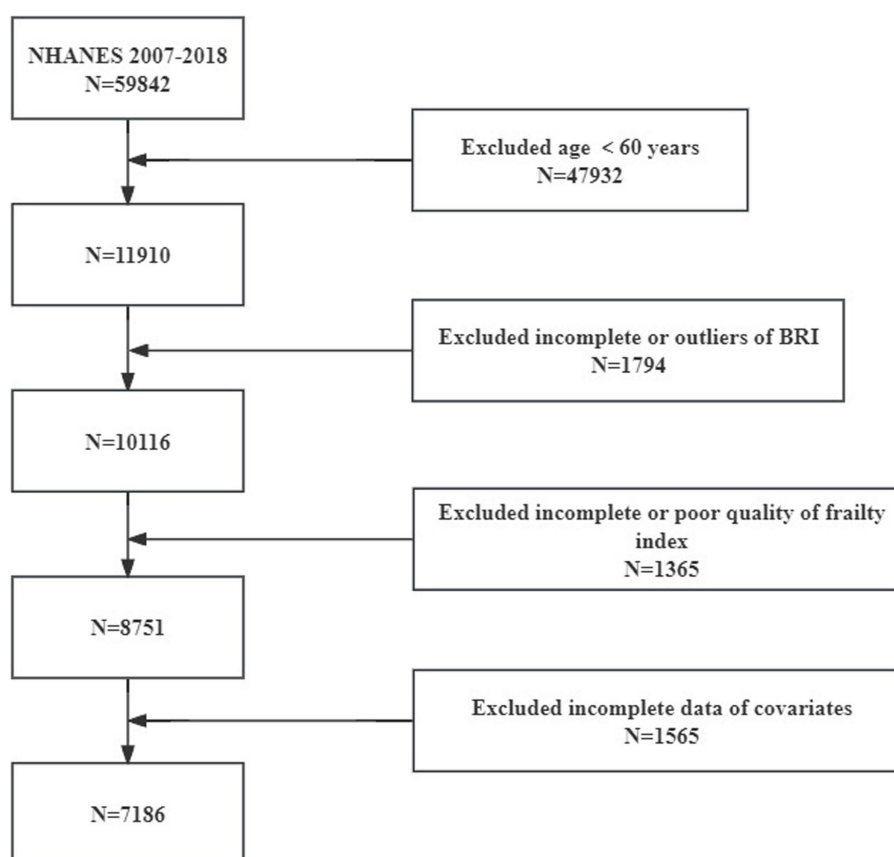 NHANES 2007-2018
N=59842
Excluded age < 60 years
N=47932
N=11910
Excluded incomplete or outliers of BRI
N=1794
N=10116
Excluded incomplete or poor quality of frailty
index
N=1365
N=8751
Excluded incomplete data of covariates
N=1565
N=7186